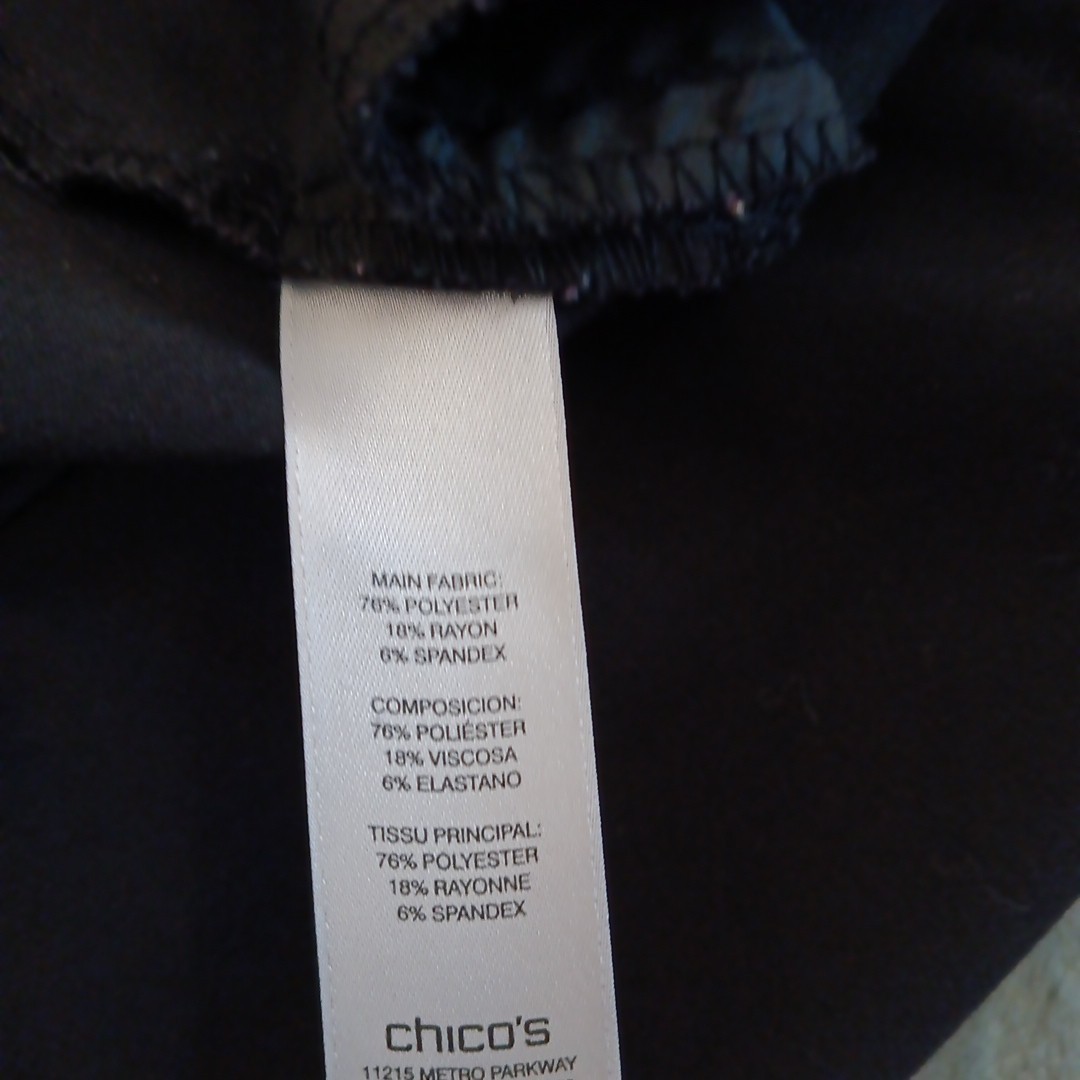 MAIN FABRIC:
76% POLYESTER
18% RAYON
6% SPANDEX
COMPOSICION:
76% POLIÉSTER
18% VISCOSA
6% ELASTANO
TISSU PRINCIPAL:
76% POLYESTER
18% RAYONNE
6% SPANDEX
chico's
11215 METRO PARKWAY